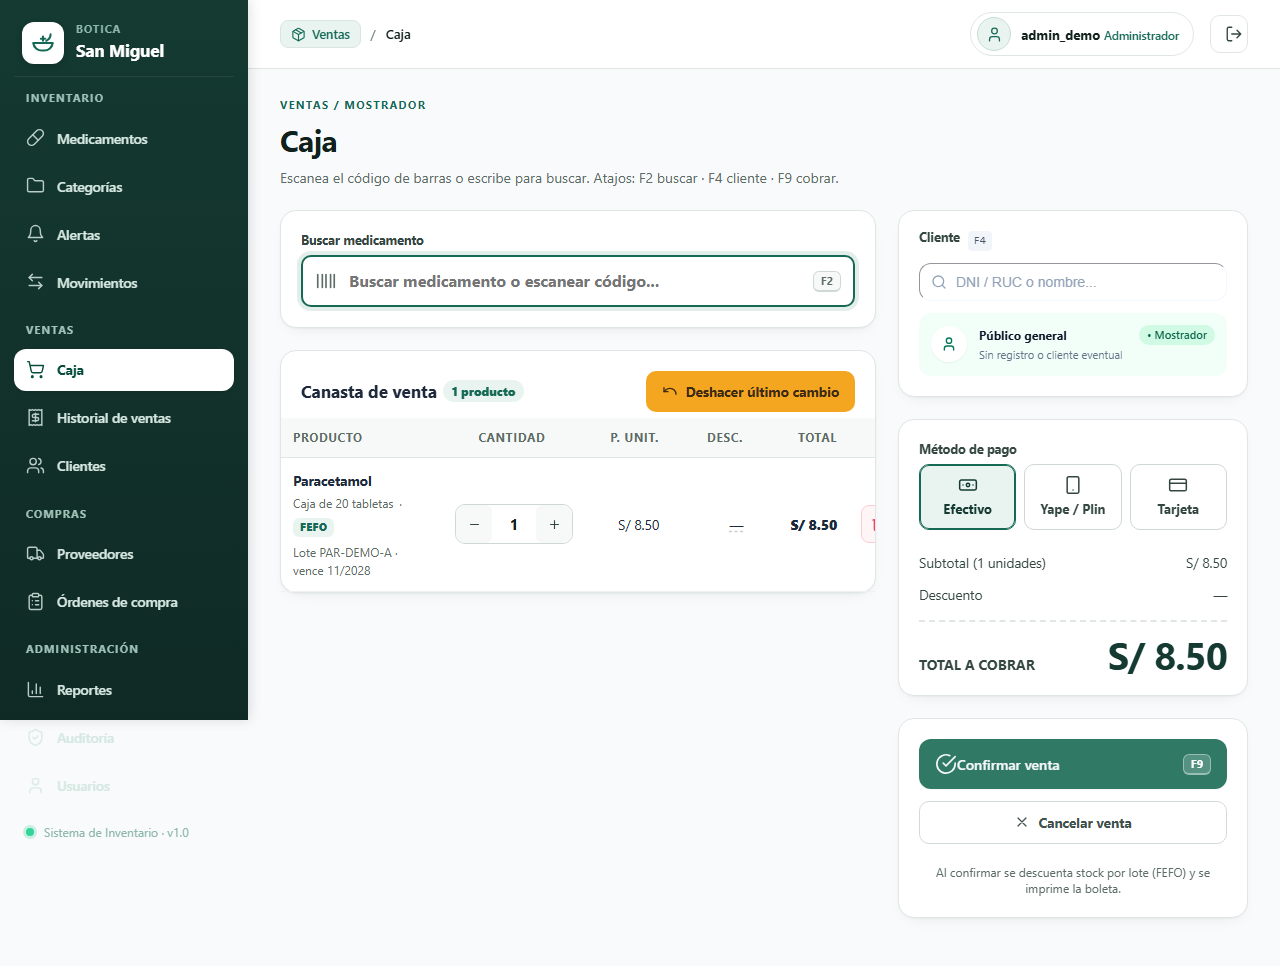 BOTICA
San Miguel
INVENTARIO
Medicamentos
Categorías
Alertas
Movimientos
VENTAS
Caja
Historial de ventas
Clientes
COMPRAS
Proveedores
Órdenes de compra
ADMINISTRACIÓN
Reportes
Auditoría
Usuarios
Sistema de Inventario · v1.0
Ventas / Caja
admin_demo Administrador
VENTAS / MOSTRADOR
Caja
Escanea el código de barras o escribe para buscar. Atajos: F2 buscar · F4 cliente · F9 cobrar.
Buscar medicamento
Buscar medicamento o escanear código... F2
Canasta de venta 1 producto
Deshacer último cambio
PRODUCTO CANTIDAD P. UNIT. DESC. TOTAL
Paracetamol
Caja de 20 tabletas ·
FEFO
Lote PAR-DEMO-A ·
vence 11/2028
− 1 + S/ 8.50 — S/ 8.50
Cliente F4
DNI / RUC o nombre...
Público general
Sin registro o cliente eventual
• Mostrador
Método de pago
Efectivo
Yape / Plin
Tarjeta
Subtotal (1 unidades) S/ 8.50
Descuento —
TOTAL A COBRAR S/ 8.50
Confirmar venta F9
Cancelar venta
Al confirmar se descuenta stock por lote (FEFO) y se
imprime la boleta.